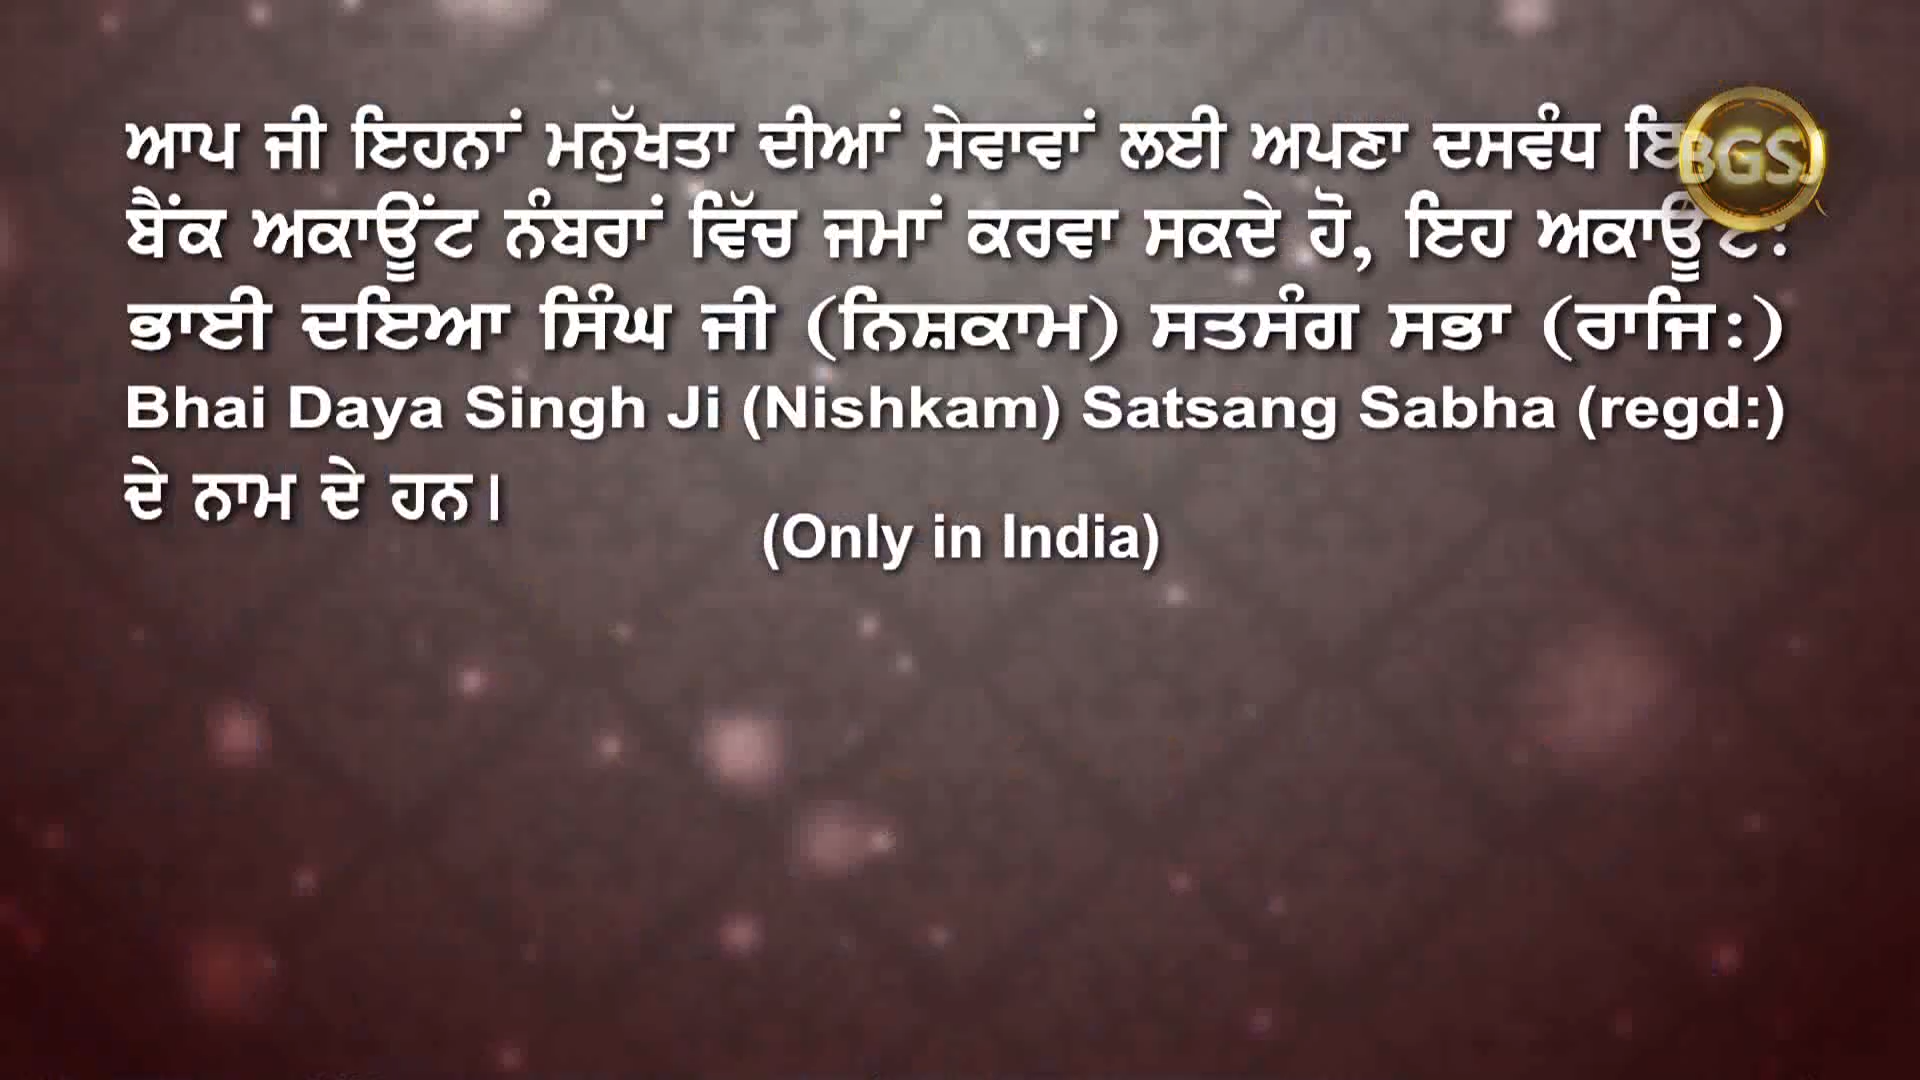 ਆਪ ਜੀ ਇਹਨਾਂ ਮਨੁੱਖਤਾ ਦੀਆਂ ਸੇਵਾਵਾਂ ਲਈ ਅਪਣਾ ਦਸਵੰਧ
BGSJ
ਬੈਂਕ ਅਕਾਊਂਟ ਨੰਬਰਾਂ ਵਿੱਚ ਜਮਾਂ ਕਰਵਾ ਸਕਦੇ ਹੋ, ਇਹ ਅਕਾਊਂਟ:
ਭਾਈ ਦਇਆ ਸਿੰਘ ਜੀ (ਨਿਸ਼ਕਾਮ) ਸਤਸੰਗ ਸਭਾ (ਰਾਜਿ:)
Bhai Daya Singh Ji (Nishkam) Satsang Sabha (regd:)
ਦੇ ਨਾਮ ਦੇ ਹਨ।
(Only in India)